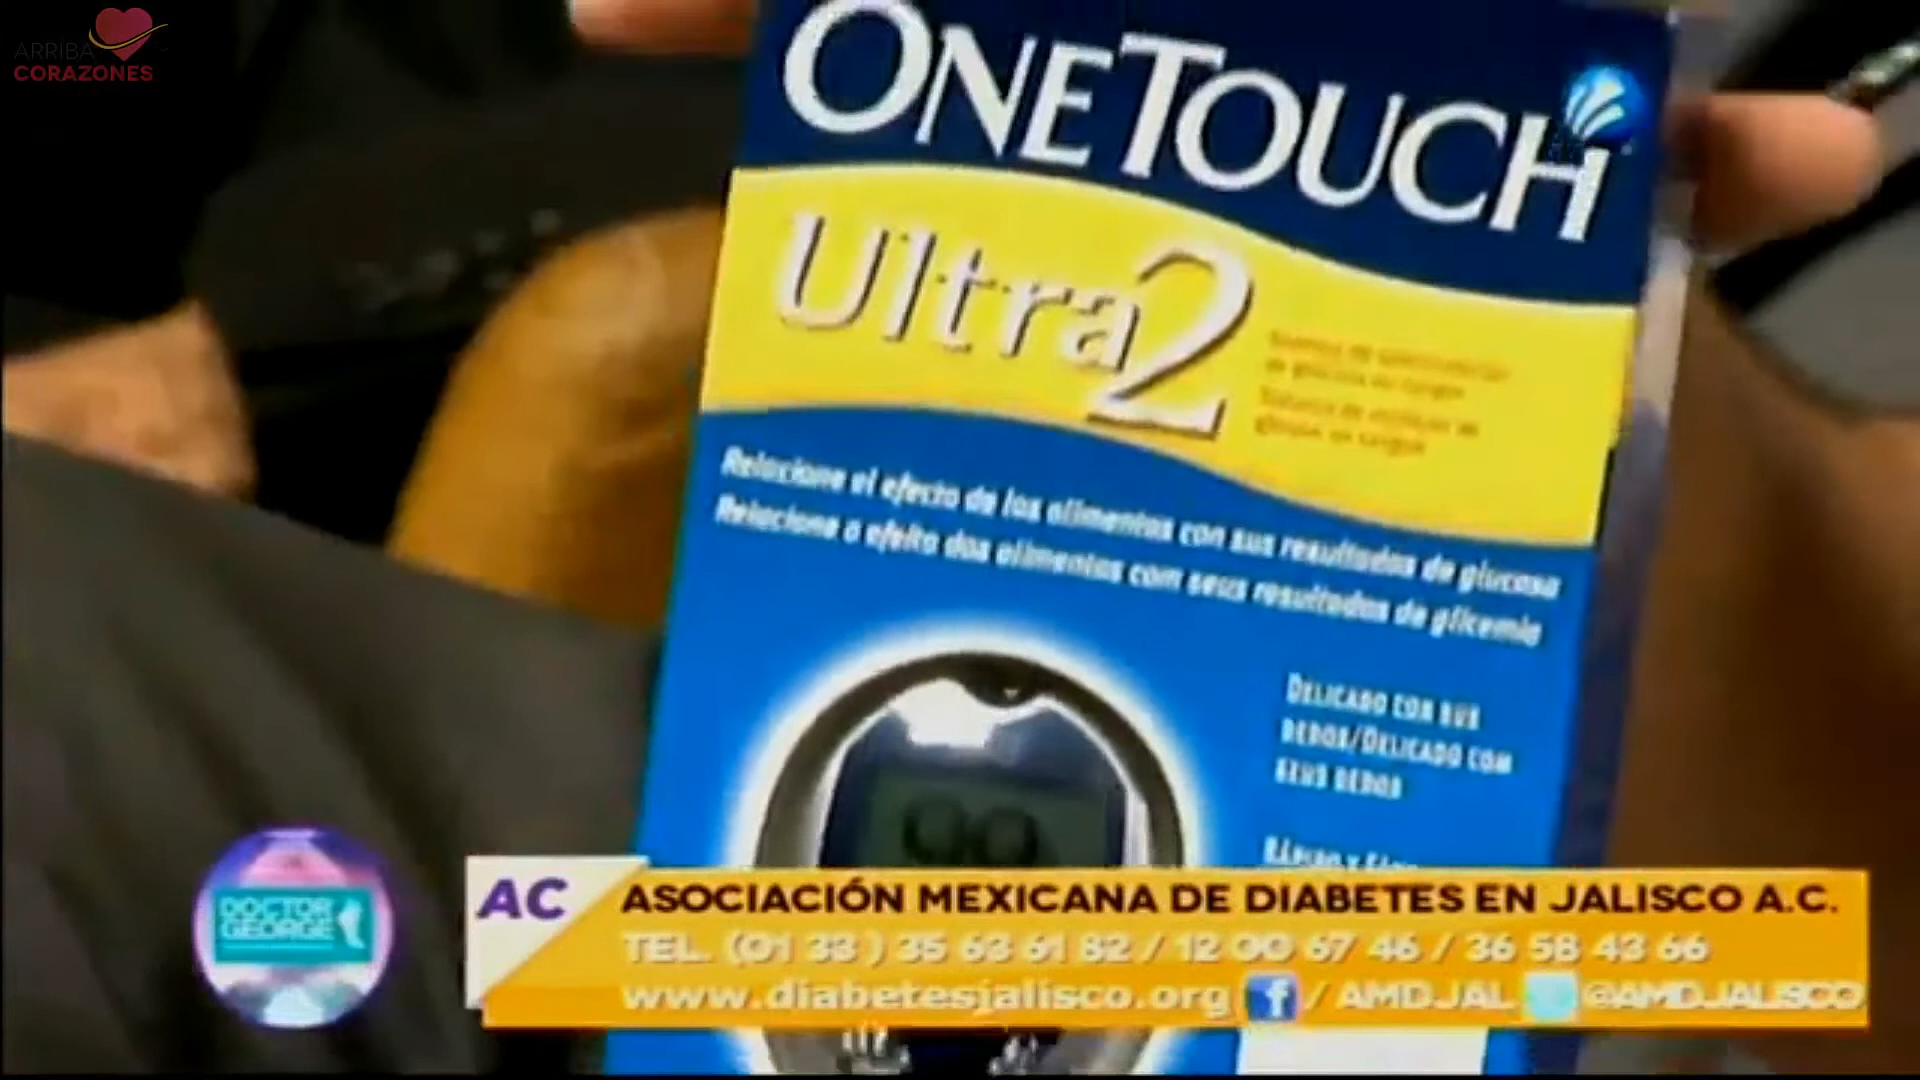 ARRIBA
CORAZONES
ONETOUCH
Ultra2
Relacione el efecto de los alimentos con sus resultados de glucosa
Relacione o efeito dos alimentos com seus resultados de glicemia
DELICADO CON SUS
DEDOS/DELICADO COM
SEUS DEDOS
DOCTOR
GEORGE
AC
ASOCIACIÓN MEXICANA DE DIABETES EN JALISCO A.C.
TEL. (01 33 ) 35 63 61 82 / 12 00 67 46 / 36 58 43 66
www.diabetesjalisco.org f / AMDJAL @AMDJALISCO